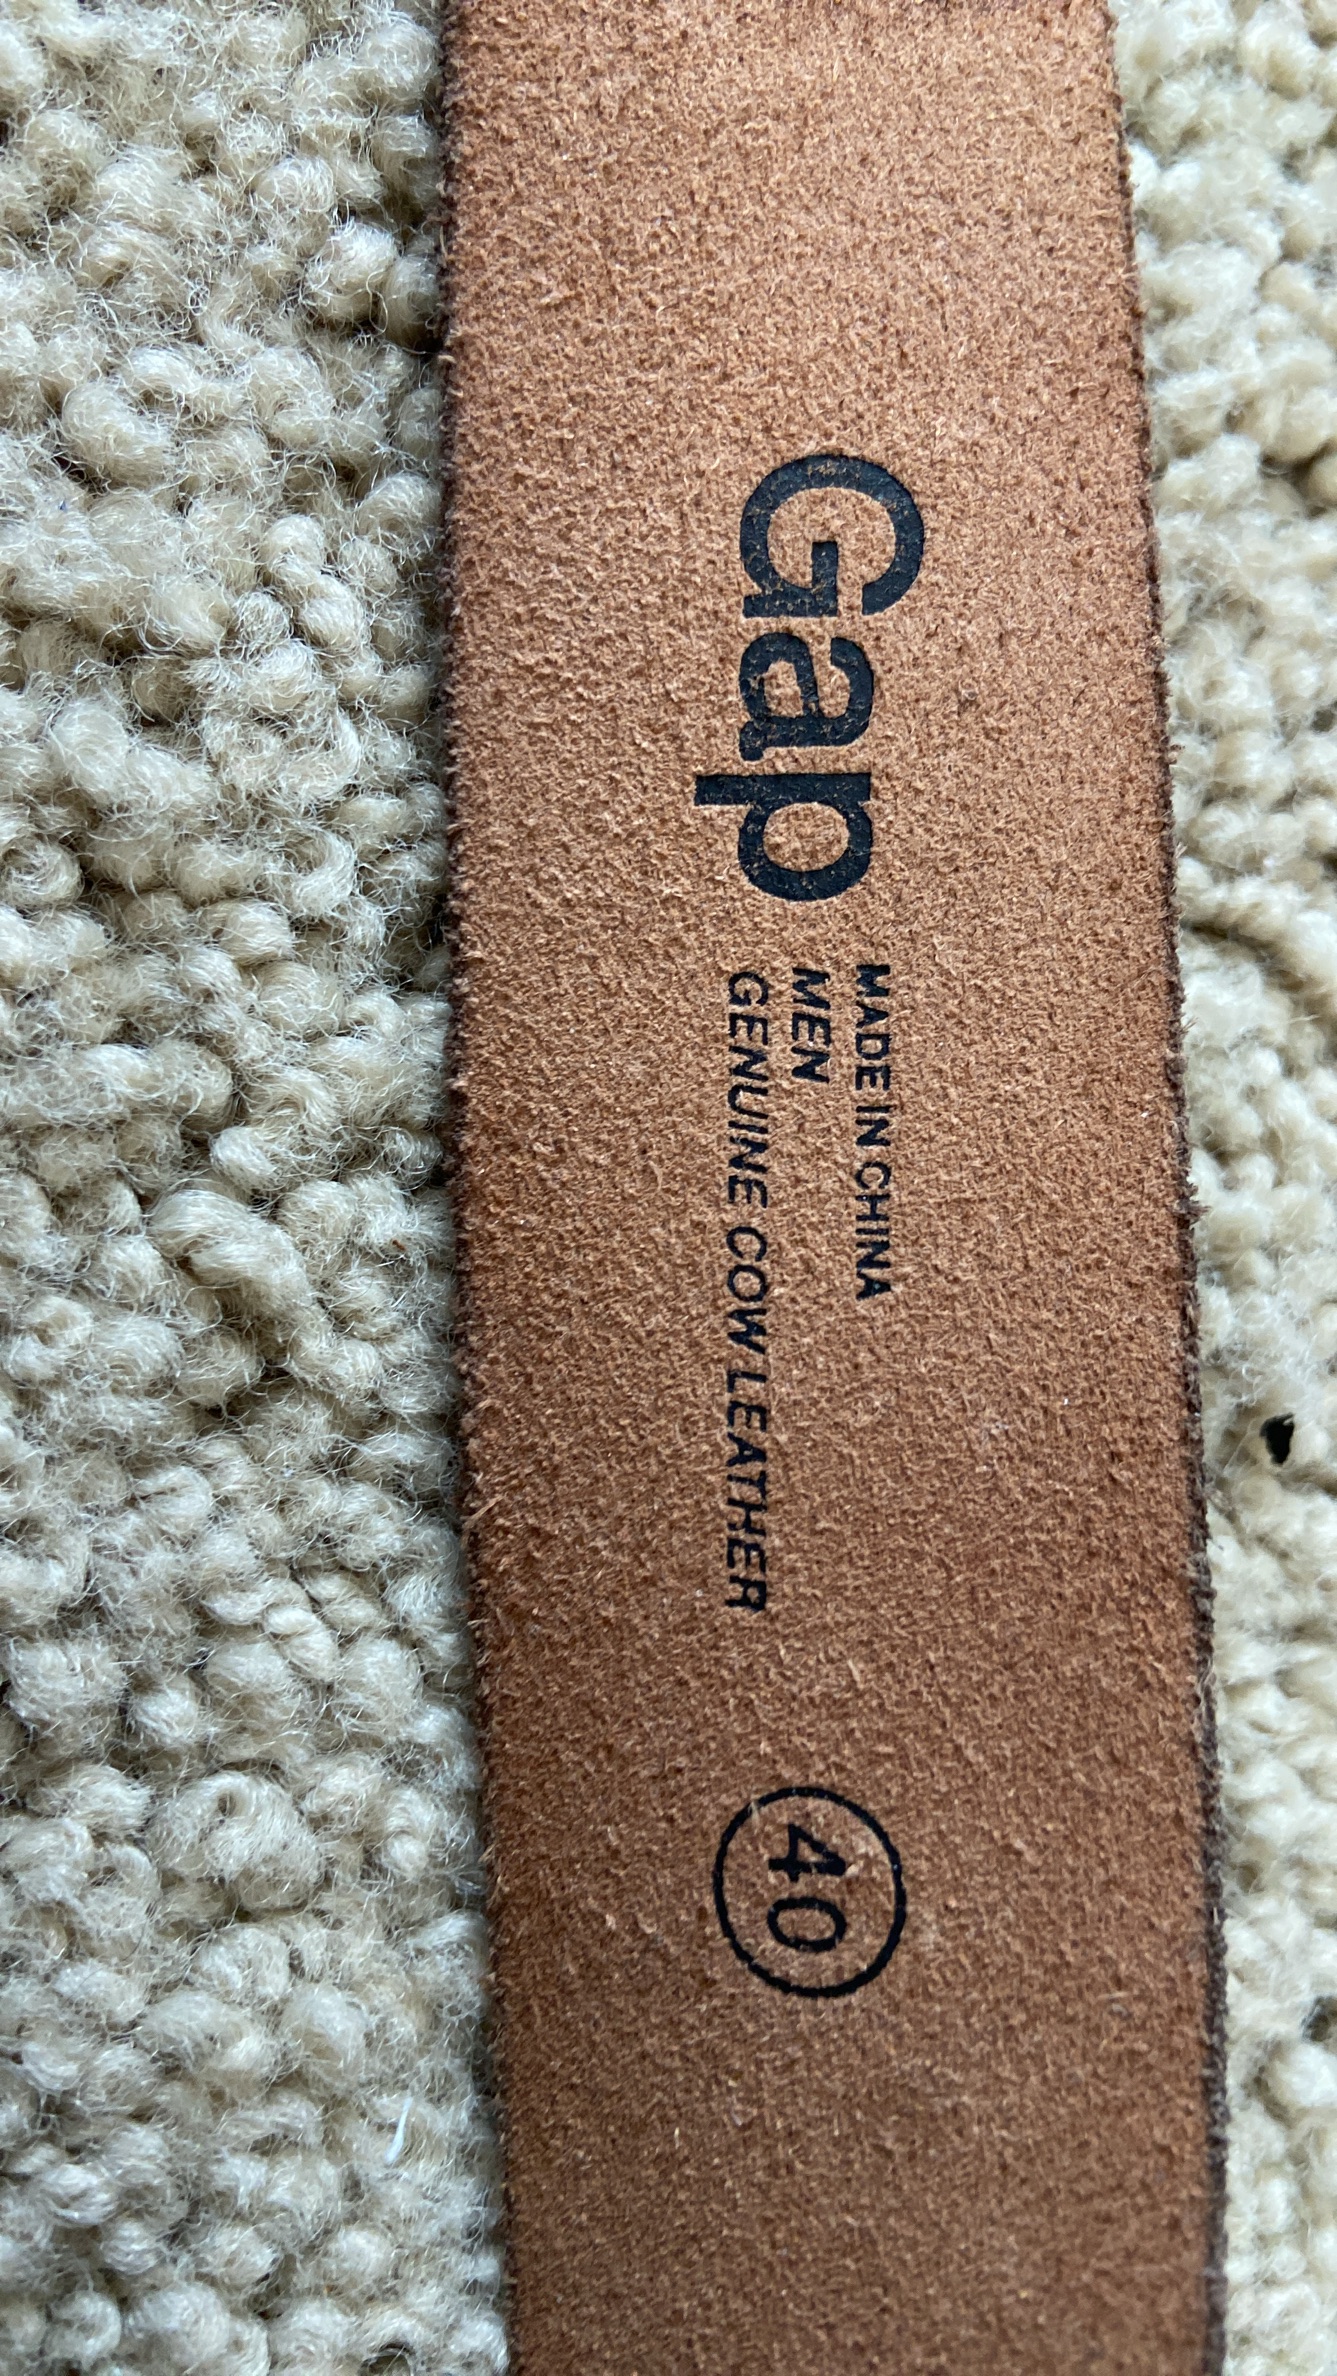 Gap
MADE IN CHINA
MEN
GENUINE COW LEATHER
40